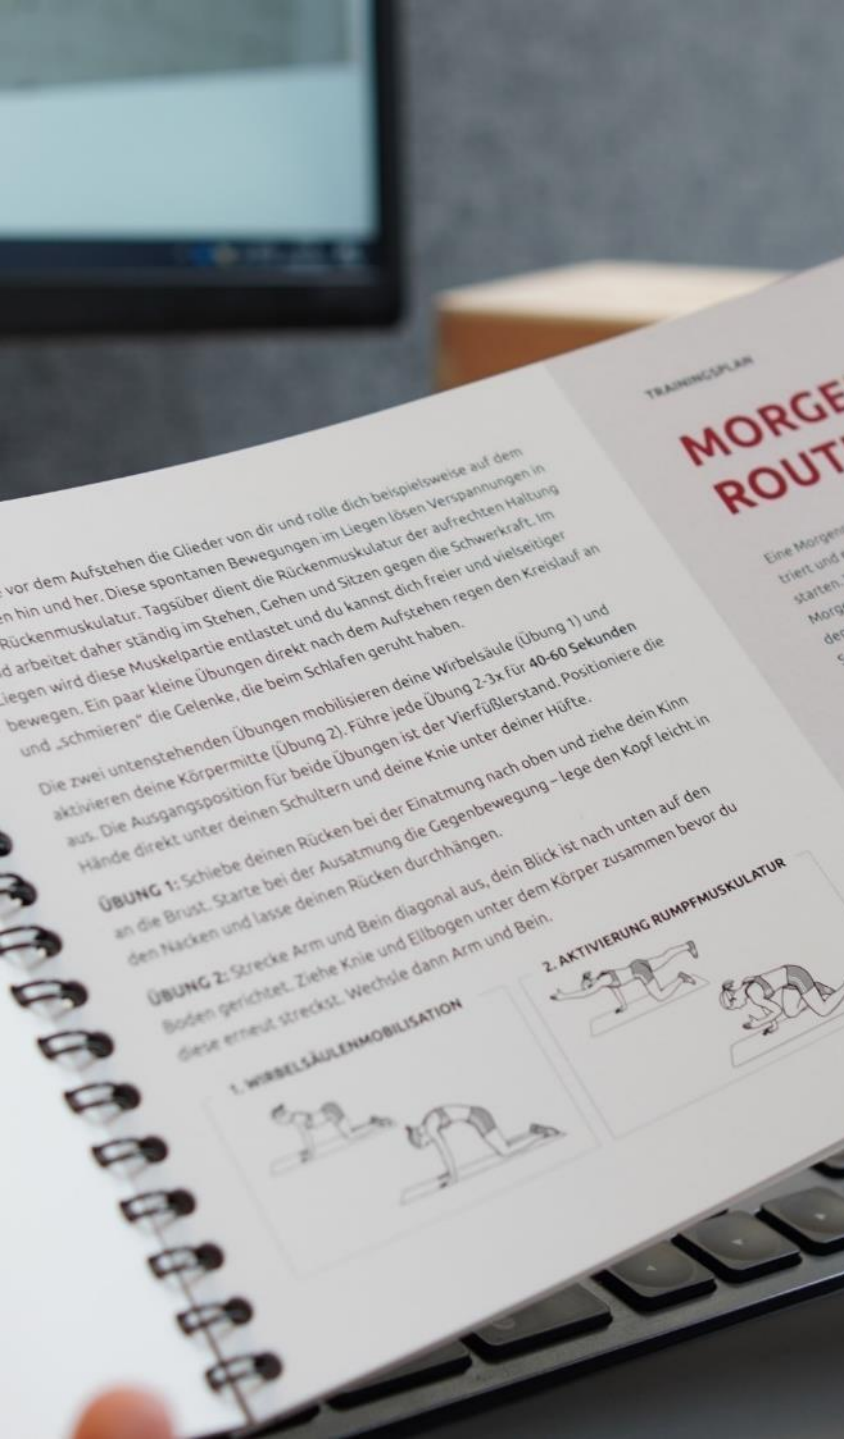 vor dem Aufstehen die Glieder von dir und rolle dich beispielsweise auf dem
hin und her. Diese spontanen Bewegungen im Liegen lösen Verspannungen in
Rückenmuskulatur. Tagsüber dient die Rückenmuskulatur der aufrechten Haltung
arbeitet daher ständig im Stehen, Gehen und Sitzen gegen die Schwerkraft. Im
Liegen wird diese Muskelpartie entlastet und du kannst dich freier und vielseitiger
bewegen. Ein paar kleine Übungen direkt nach dem Aufstehen regen den Kreislauf an
und „schmieren“ die Gelenke, die beim Schlafen geruht haben.
Die zwei untenstehenden Übungen mobilisieren deine Wirbelsäule (Übung 1) und
aktivieren deine Körpermitte (Übung 2). Führe jede Übung 2-3x für 40-60 Sekunden
aus. Die Ausgangsposition für beide Übungen ist der Vierfüßlerstand. Positioniere die
Hände direkt unter deinen Schultern und deine Knie unter deiner Hüfte.
ÜBUNG 1: Schiebe deinen Rücken bei der Einatmung nach oben und ziehe dein Kinn
an die Brust. Starte bei der Ausatmung die Gegenbewegung – lege den Kopf leicht in
den Nacken und lasse deinen Rücken durchhängen.
ÜBUNG 2: Strecke Arm und Bein diagonal aus, dein Blick ist nach unten auf den
Boden gerichtet. Ziehe Knie und Ellbogen unter dem Körper zusammen bevor du
diese erneut streckst. Wechsle dann Arm und Bein.
1. WIRBELSÄULENMOBILISATION
2. AKTIVIERUNG RUMPFMUSKULATUR
TRAININGSPLAN
MORGE
ROUT
Eine Morgen
triert und
starten.
Morge